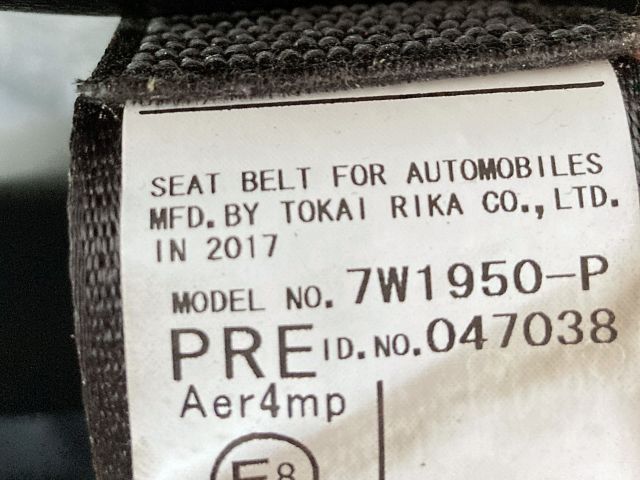 SEAT BELT FOR AUTOMOBILES
MFD. BY TOKAI RIKA CO., LTD.
IN 2017
MODEL NO. 7W1950-P
PRE ID. NO. 047038
Aer4mp
E8